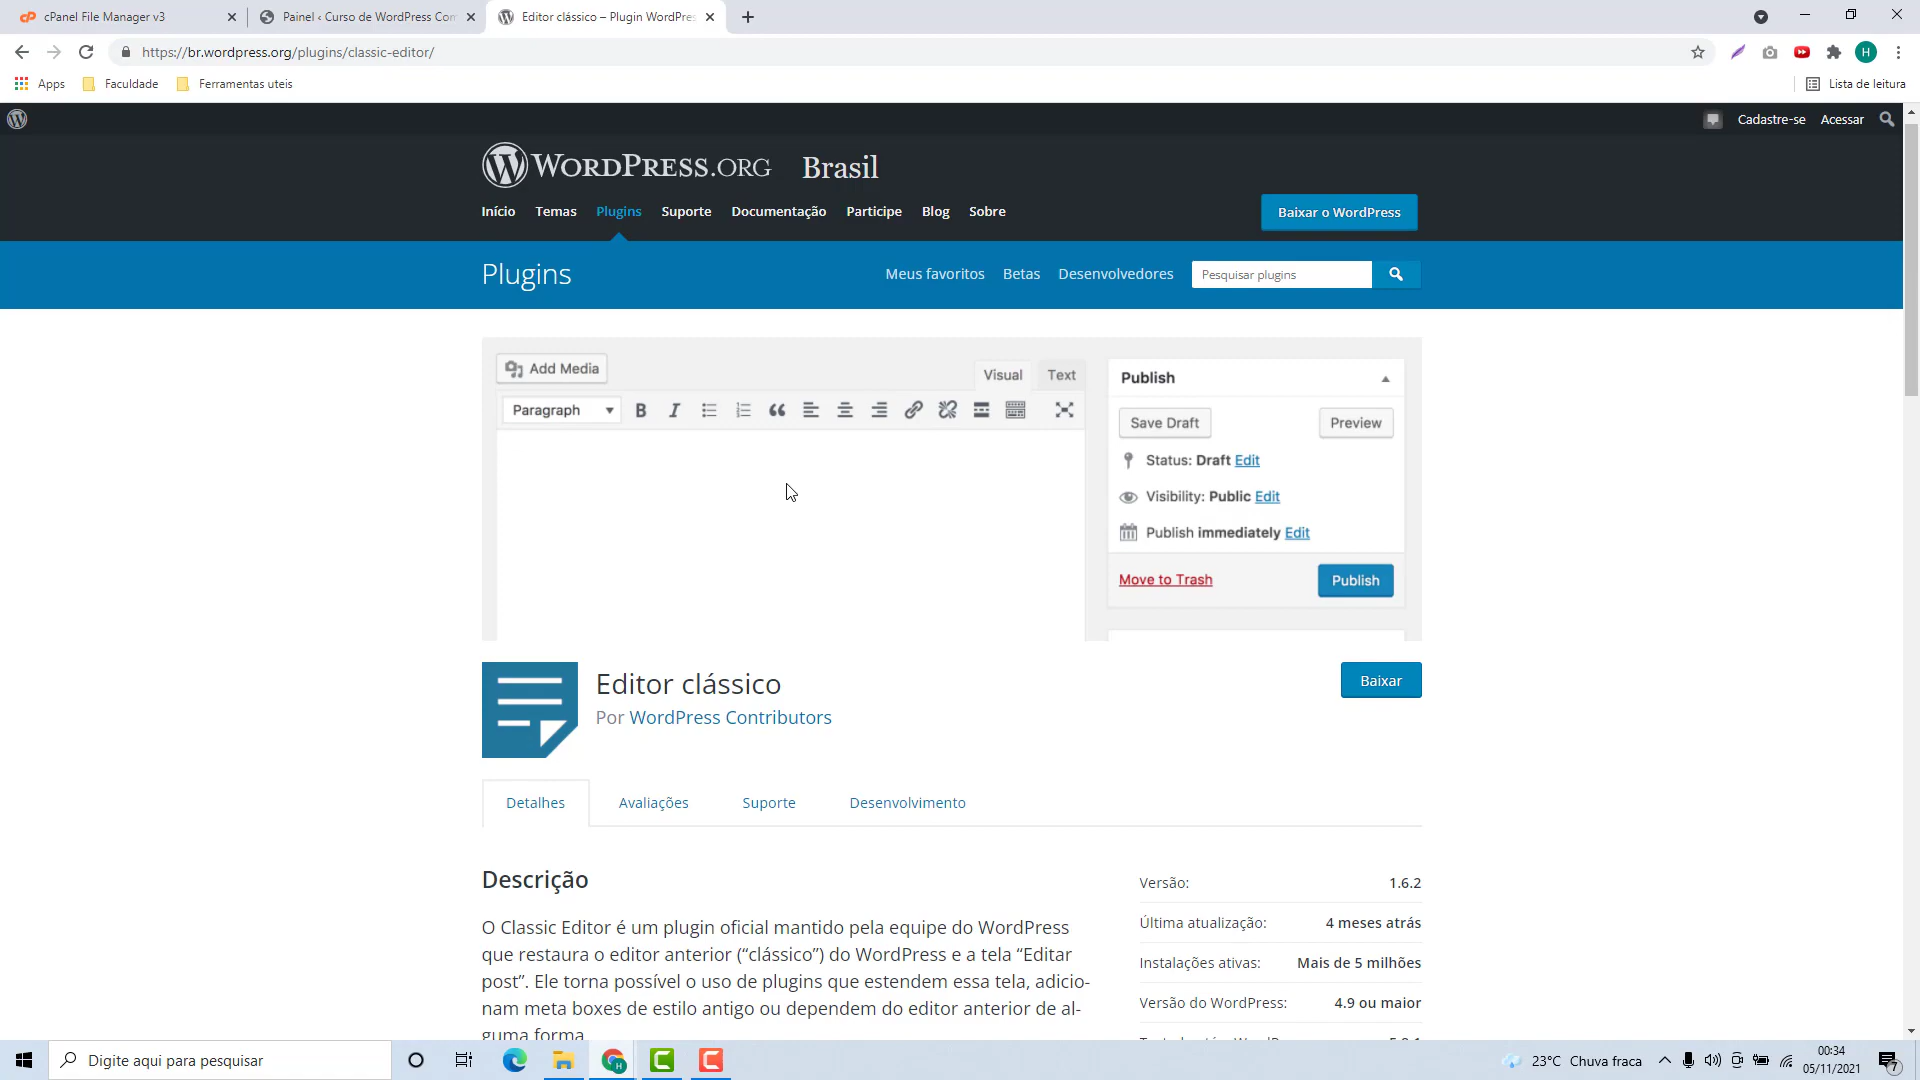 cPanel File Manager v3
Painel ‹ Curso de WordPress Con
Editor clássico – Plugin WordPres
https://br.wordpress.org/plugins/classic-editor/
H
Apps
Faculdade
Ferramentas uteis
Lista de leitura
Cadastre-se
Acessar
WORDPRESS.ORG
Brasil
Início
Temas
Plugins
Suporte
Documentação
Participe
Blog
Sobre
Baixar o WordPress
Plugins
Meus favoritos
Betas
Desenvolvedores
Pesquisar plugins
Add Media
Visual
Text
Paragraph
Publish
Save Draft
Preview
Status: Draft Edit
Visibility: Public Edit
Publish immediately Edit
Move to Trash
Publish
Editor clássico
Por WordPress Contributors
Baixar
Detalhes
Avaliações
Suporte
Desenvolvimento
Descrição
O Classic Editor é um plugin oficial mantido pela equipe do WordPress
que restaura o editor anterior (“clássico”) do WordPress e a tela “Editar
post”. Ele torna possível o uso de plugins que estendem essa tela, adicio-
nam meta boxes de estilo antigo ou dependem do editor anterior de al-
guma forma
Versão: 1.6.2
Última atualização: 4 meses atrás
Instalações ativas: Mais de 5 milhões
Versão do WordPress: 4.9 ou maior
Digite aqui para pesquisar
23°C Chuva fraca
00:34
05/11/2021
7